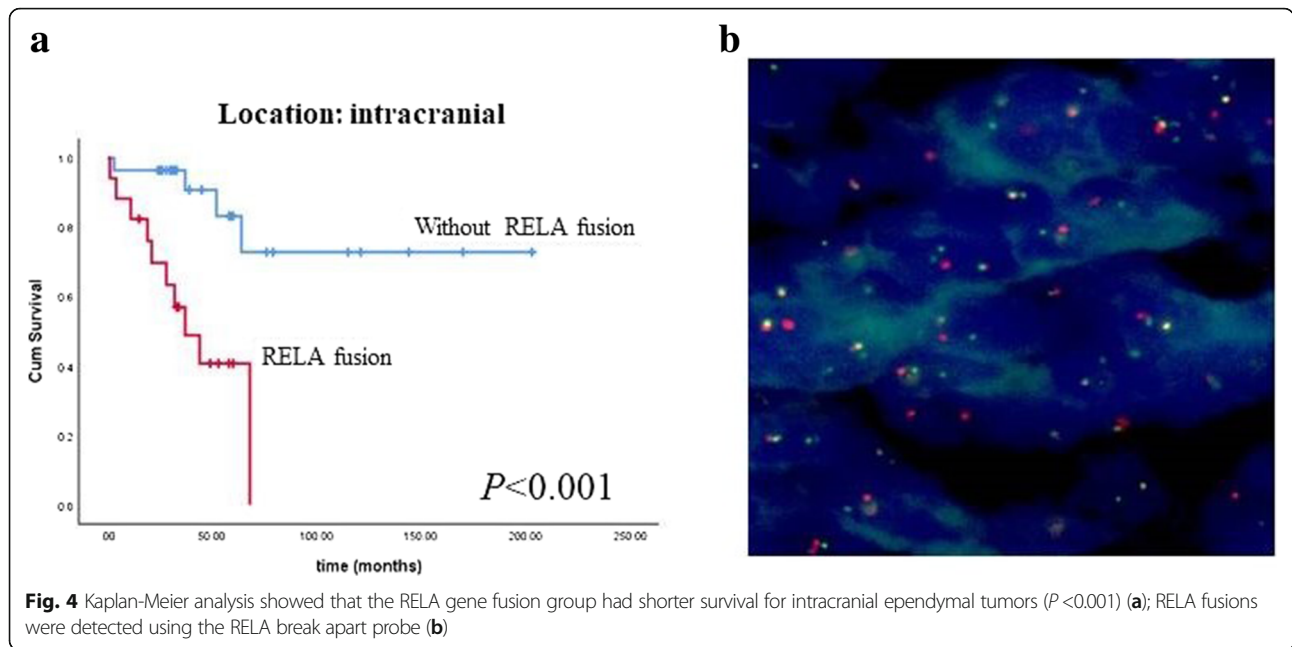 a
b
Location: intracranial
1.0
0.8
0.6
0.4
0.2
0.0
Cum Survival
Without RELA fusion
RELA fusion
P<0.001
.00
50.00
100.00
150.00
200.00
250.00
time (months)
Fig. 4 Kaplan-Meier analysis showed that the RELA gene fusion group had shorter survival for intracranial ependymal tumors (P <0.001) (a); RELA fusions
were detected using the RELA break apart probe (b)